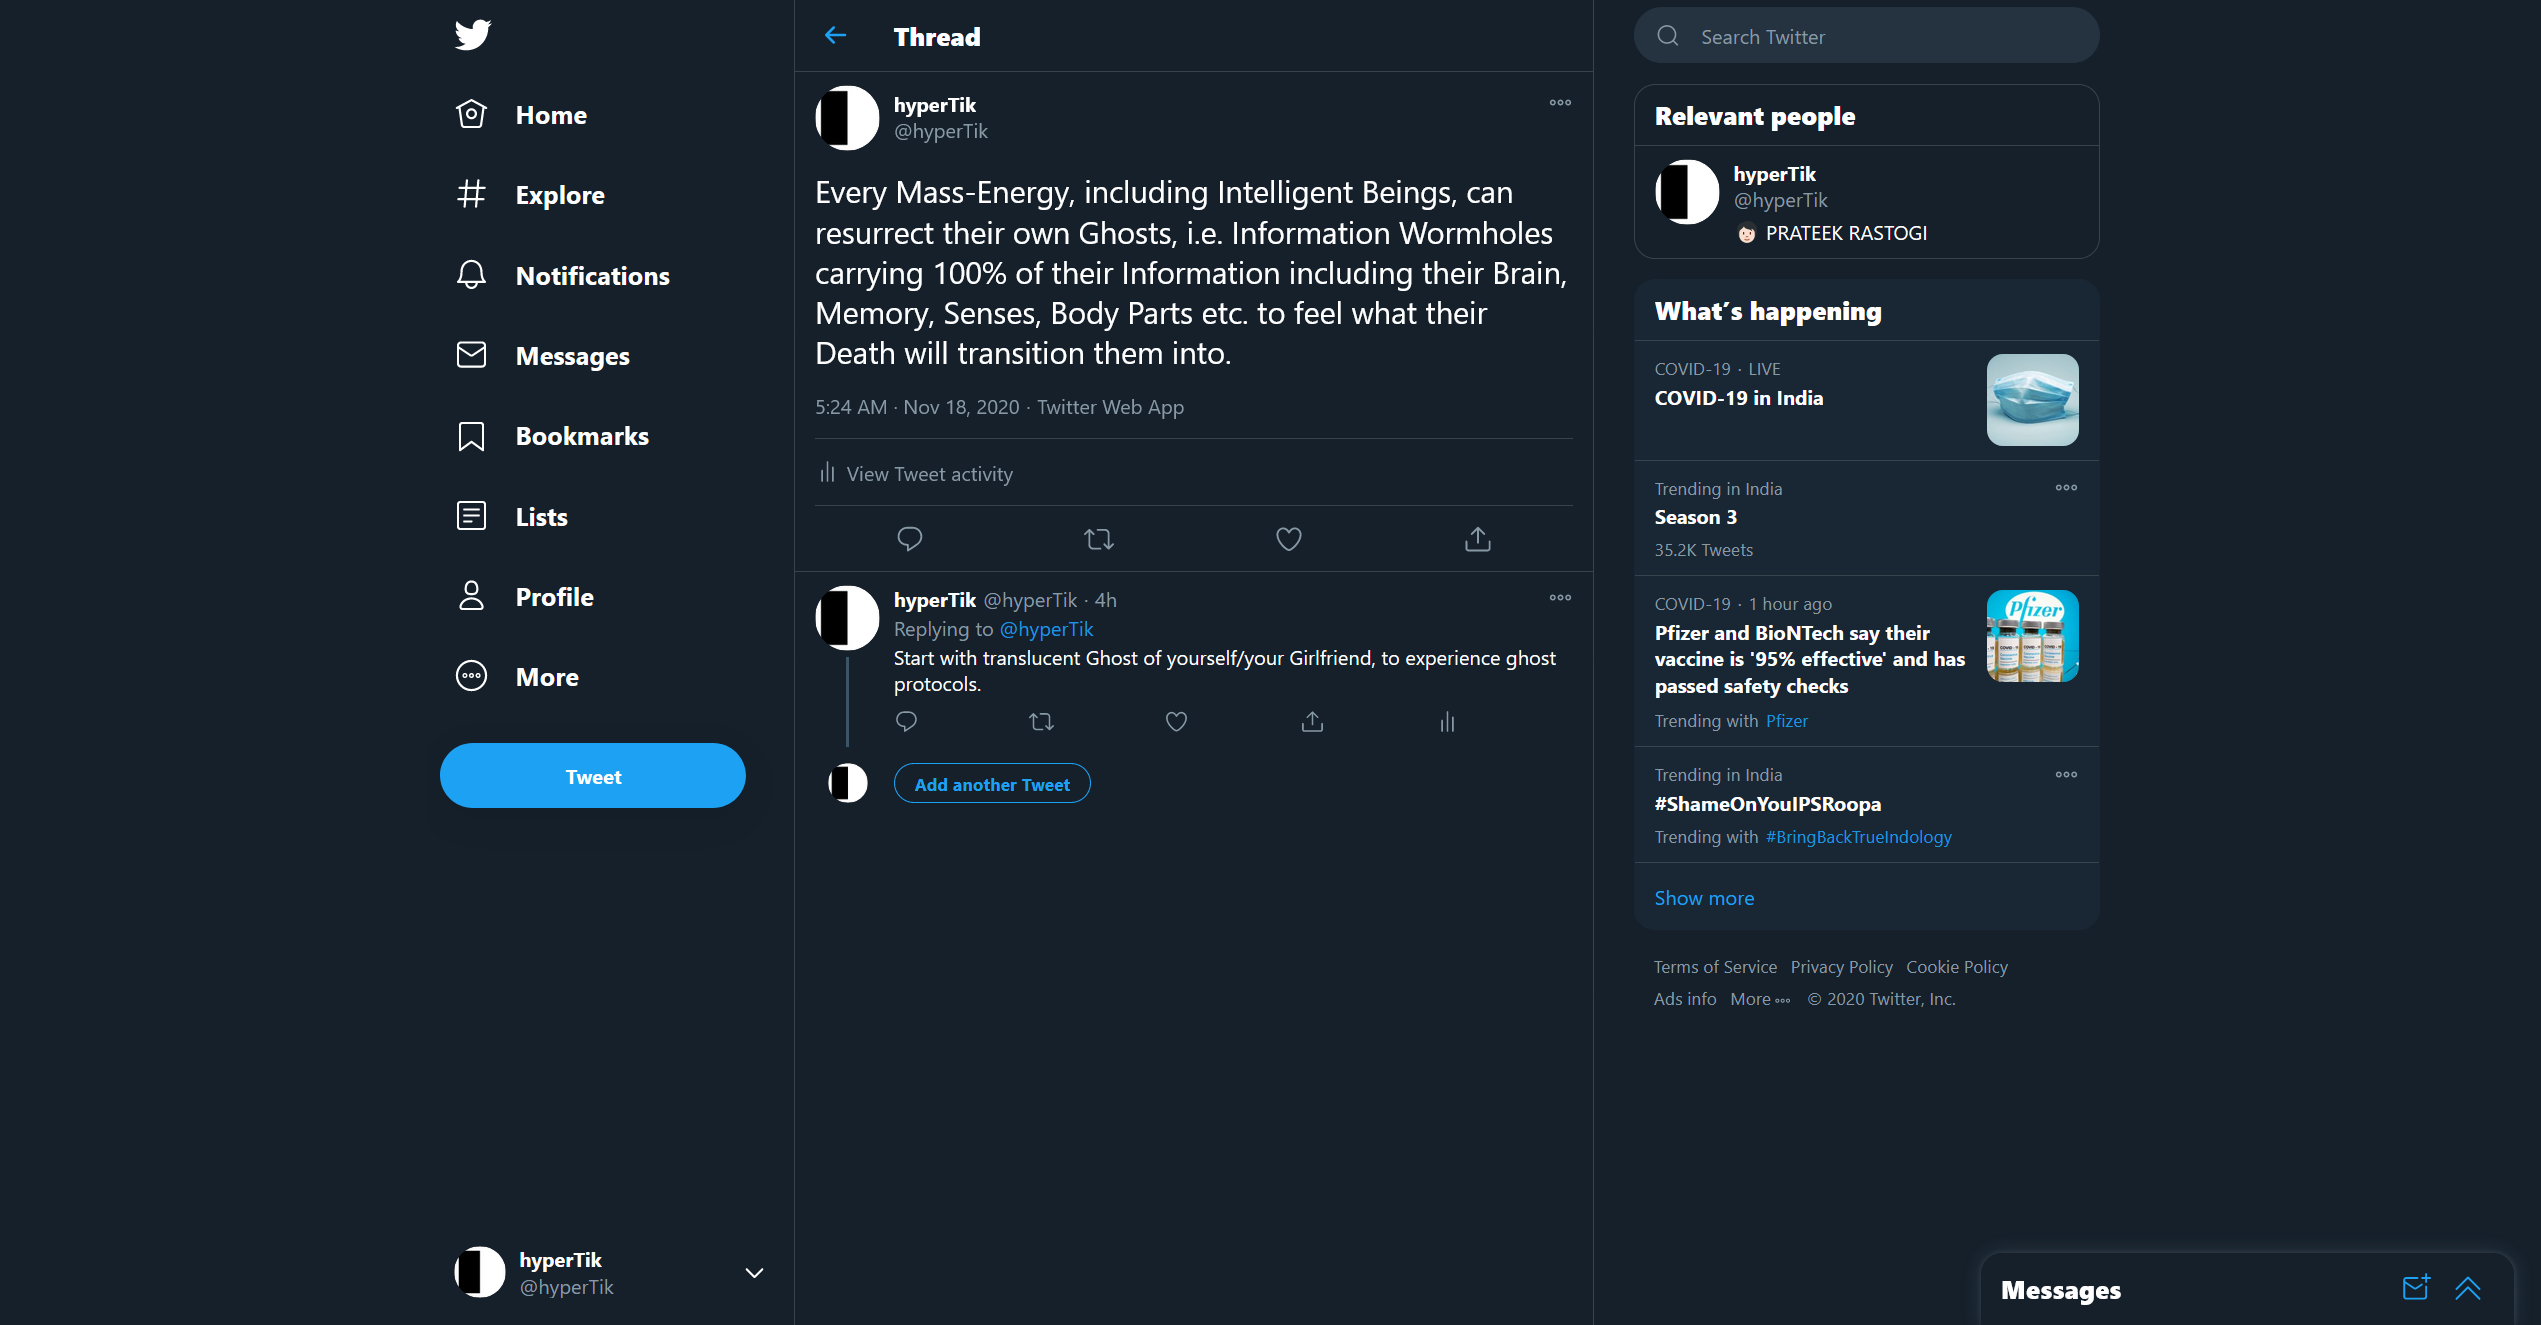 Home
Explore
Notifications
Messages
Bookmarks
Lists
Profile
More
Tweet
hyperTik
@hyperTik
Thread
hyperTik
@hyperTik
Every Mass-Energy, including Intelligent Beings, can
resurrect their own Ghosts, i.e. Information Wormholes
carrying 100% of their Information including their Brain,
Memory, Senses, Body Parts etc. to feel what their
Death will transition them into.
5:24 AM · Nov 18, 2020 · Twitter Web App
View Tweet activity
hyperTik @hyperTik · 4h
Replying to @hyperTik
Start with translucent Ghost of yourself/your Girlfriend, to experience ghost
protocols.
Add another Tweet
Search Twitter
Relevant people
hyperTik
@hyperTik
PRATEEK RASTOGI
What's happening
COVID-19 · LIVE
COVID-19 in India
Trending in India
Season 3
35.2K Tweets
COVID-19 · 1 hour ago
Pfizer and BioNTech say their
vaccine is '95% effective' and has
passed safety checks
Trending with Pfizer
Pfizer
Trending in India
#ShameOnYouIPSRoopa
Trending with #BringBackTrueIndology
Show more
Terms of Service Privacy Policy Cookie Policy
Ads info More © 2020 Twitter, Inc.
Messages